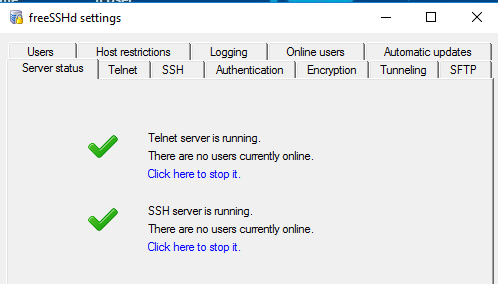 freeSSHd settings
Users Host restrictions Logging Online users Automatic updates
Server status Telnet SSH Authentication Encryption Tunneling SFTP
Telnet server is running.
There are no users currently online.
Click here to stop it.
SSH server is running.
There are no users currently online.
Click here to stop it.